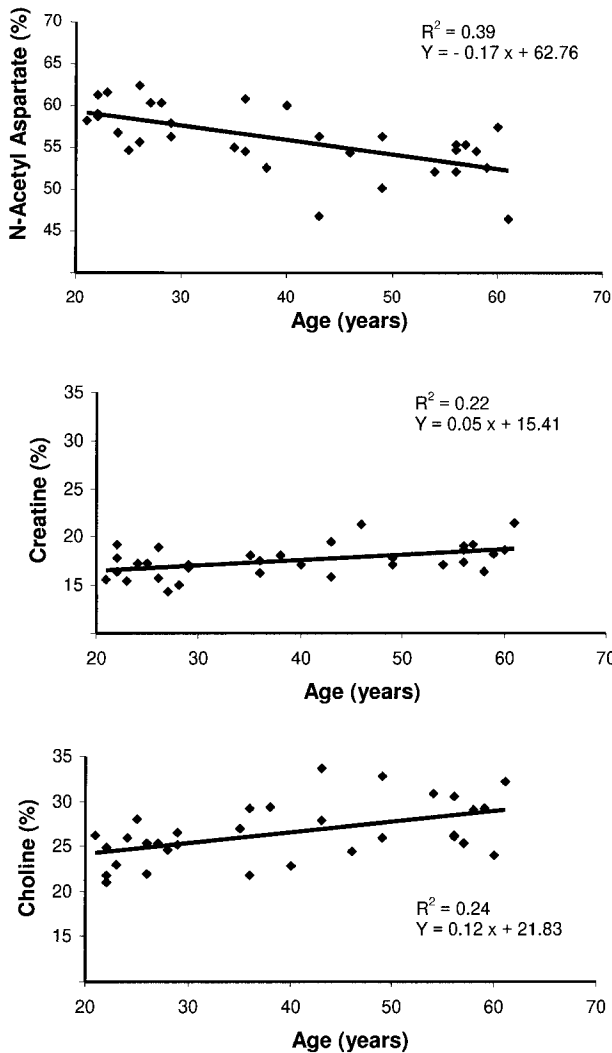 70
R² = 0.39
Y = - 0.17 x + 62.76
65
60
55
50
45
N-Acetyl Aspartate (%)
20 30 40 50 60 70
Age (years)
R² = 0.22
Y = 0.05 x + 15.41
35
30
25
20
15
Creatine (%)
20 30 40 50 60 70
Age (years)
35
30
25
20
15
Choline (%)
R² = 0.24
Y = 0.12 x + 21.83
20 30 40 50 60 70
Age (years)